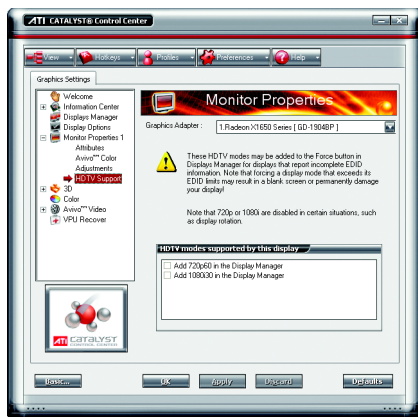 ATI CATALYST® Control Center
View
Hotkeys
Profiles
Preferences
Help
Graphics Settings
Welcome
Information Center
Displays Manager
Display Options
Monitor Properties 1
Attributes
Avivo™ Color
Adjustments
HDTV Support
3D
Color
Avivo™ Video
VPU Recover
ATI CATALYST
CONTROL CENTER
Monitor Properties
Graphics Adapter :
1.Radeon X1650 Series [ GD-1904BP ]
These HDTV modes may be added to the Force button in
Displays Manager for displays that report incomplete EDID
information. Note that forcing a display mode that exceeds its
EDID limits may result in a blank screen or permanently damage
your display!
Note that 720p or 1080i are disabled in certain situations, such
as display rotation.
HDTV modes supported by this display
Add 720p60 in the Display Manager
Add 1080i30 in the Display Manager
Basic...
OK
Apply
Discard
Defaults